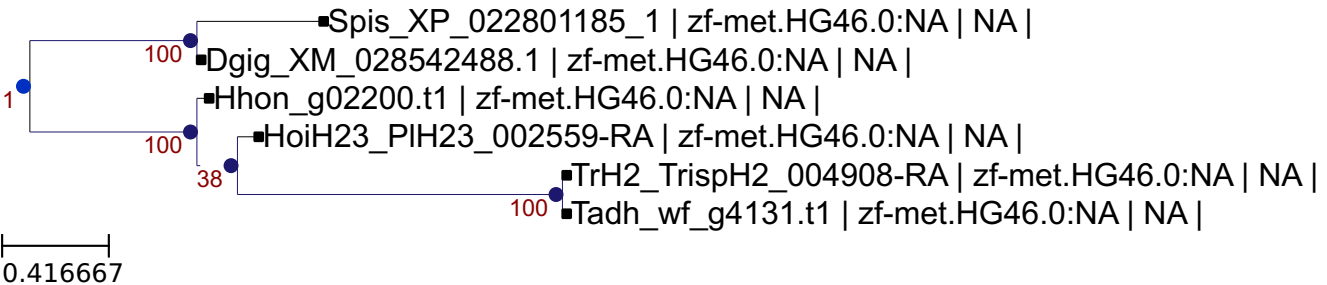 Spis_XP_022801185_1 | zf-met.HG46.0:NA | NA |
100
Dgig_XM_028542488.1 | zf-met.HG46.0:NA | NA |
1
Hhon_g02200.t1 | zf-met.HG46.0:NA | NA |
100
HoiH23_PlH23_002559-RA | zf-met.HG46.0:NA | NA |
38
TrH2_TrispH2_004908-RA | zf-met.HG46.0:NA | NA |
100
Tadh_wf_g4131.t1 | zf-met.HG46.0:NA | NA |
0.416667